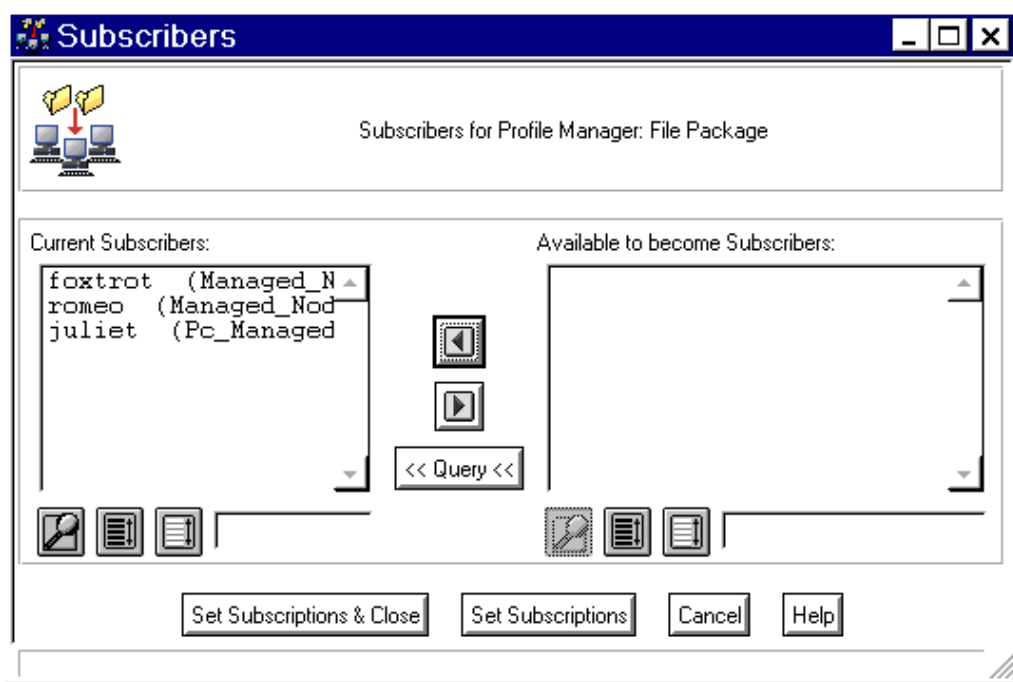 Subscribers
Subscribers for Profile Manager: File Package
Current Subscribers:
Available to become Subscribers:
foxtrot (Managed_N
romeo (Managed_Nod
juliet (Pc_Managed
<< Query <<
Set Subscriptions & Close
Set Subscriptions
Cancel
Help